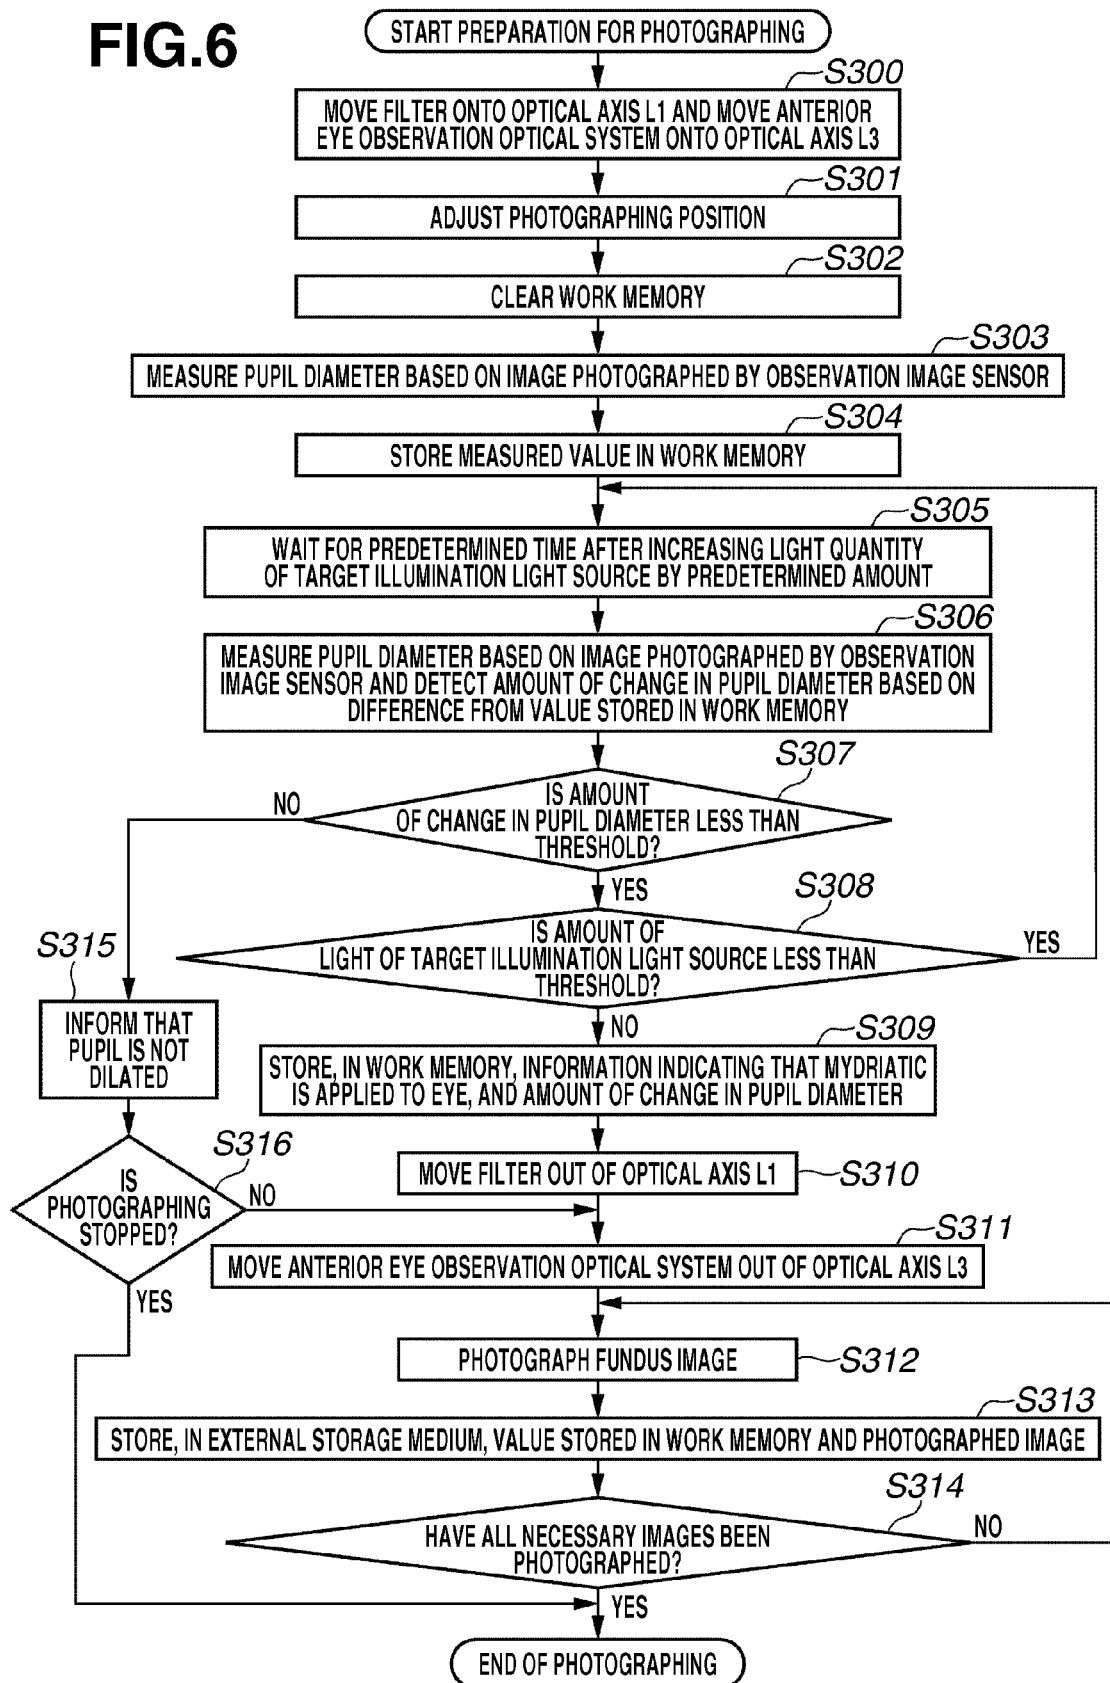 FIG.6
START PREPARATION FOR PHOTOGRAPHING
S300
MOVE FILTER ONTO OPTICAL AXIS L1 AND MOVE ANTERIOR
EYE OBSERVATION OPTICAL SYSTEM ONTO OPTICAL AXIS L3
S301
ADJUST PHOTOGRAPHING POSITION
S302
CLEAR WORK MEMORY
S303
MEASURE PUPIL DIAMETER BASED ON IMAGE PHOTOGRAPHED BY OBSERVATION IMAGE SENSOR
S304
STORE MEASURED VALUE IN WORK MEMORY
S305
WAIT FOR PREDETERMINED TIME AFTER INCREASING LIGHT QUANTITY
OF TARGET ILLUMINATION LIGHT SOURCE BY PREDETERMINED AMOUNT
S306
MEASURE PUPIL DIAMETER BASED ON IMAGE PHOTOGRAPHED BY OBSERVATION
IMAGE SENSOR AND DETECT AMOUNT OF CHANGE IN PUPIL DIAMETER BASED ON
DIFFERENCE FROM VALUE STORED IN WORK MEMORY
S307
NO
IS AMOUNT
OF CHANGE IN PUPIL DIAMETER LESS THAN
THRESHOLD?
YES
S308
IS AMOUNT OF
LIGHT OF TARGET ILLUMINATION LIGHT SOURCE LESS THAN
THRESHOLD?
YES
S315
INFORM THAT
PUPIL IS NOT
DILATED
NO
S309
STORE, IN WORK MEMORY, INFORMATION INDICATING THAT MYDRIATIC
IS APPLIED TO EYE, AND AMOUNT OF CHANGE IN PUPIL DIAMETER
S316
IS
PHOTOGRAPHING
STOPPED?
NO
YES
MOVE FILTER OUT OF OPTICAL AXIS L1
S310
S311
MOVE ANTERIOR EYE OBSERVATION OPTICAL SYSTEM OUT OF OPTICAL AXIS L3
PHOTOGRAPH FUNDUS IMAGE
S312
S313
STORE, IN EXTERNAL STORAGE MEDIUM, VALUE STORED IN WORK MEMORY AND PHOTOGRAPHED IMAGE
S314
HAVE ALL NECESSARY IMAGES BEEN
PHOTOGRAPHED?
NO
YES
END OF PHOTOGRAPHING